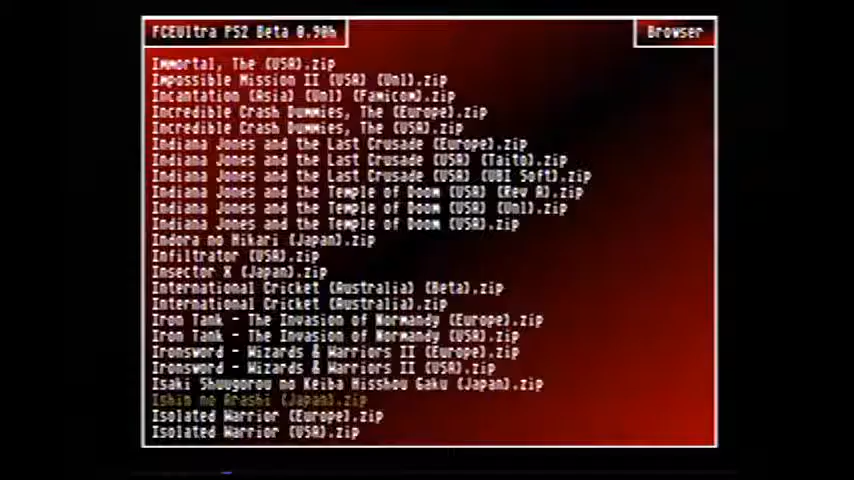 FCEUltra PS2 Beta 0.90h
Browser
Immortal, The (USA).zip
Impossible Mission II (USA) (Unl).zip
Incantation (Asia) (Unl) (Famicom).zip
Incredible Crash Dummies, The (Europe).zip
Incredible Crash Dummies, The (USA).zip
Indiana Jones and the Last Crusade (Europe).zip
Indiana Jones and the Last Crusade (USA) (Taito).zip
Indiana Jones and the Last Crusade (USA) (UBI Soft).zip
Indiana Jones and the Temple of Doom (USA) (Rev A).zip
Indiana Jones and the Temple of Doom (USA) (Unl).zip
Indiana Jones and the Temple of Doom (USA).zip
Indora no Hikari (Japan).zip
Infiltrator (USA).zip
Insector X (Japan).zip
International Cricket (Australia) (Beta).zip
International Cricket (Australia).zip
Iron Tank - The Invasion of Normandy (Europe).zip
Iron Tank - The Invasion of Normandy (USA).zip
Ironsword - Wizards & Warriors II (Europe).zip
Ironsword - Wizards & Warriors II (USA).zip
Isaki Shuugorou no Keiba Hisshou Gaku (Japan).zip
Ishin no Arashi (Japan).zip
Isolated Warrior (Europe).zip
Isolated Warrior (USA).zip